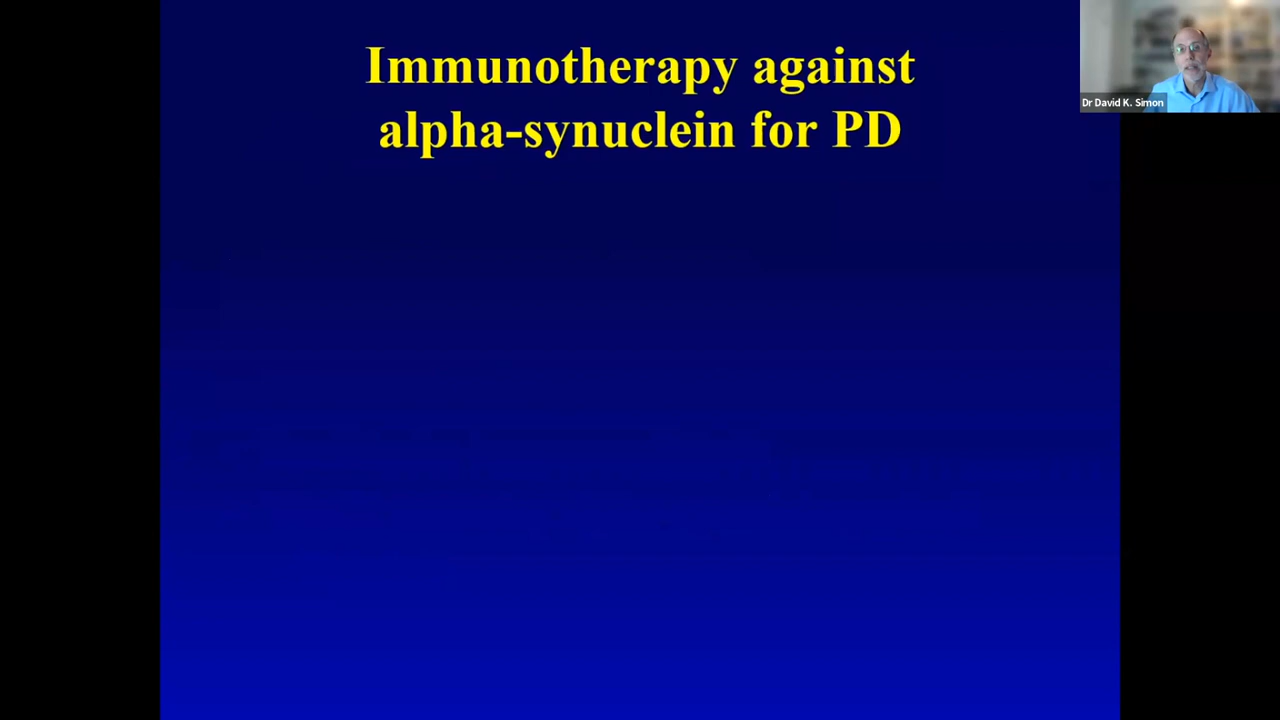 Immunotherapy against
alpha-synuclein for PD
Dr David K. Simon